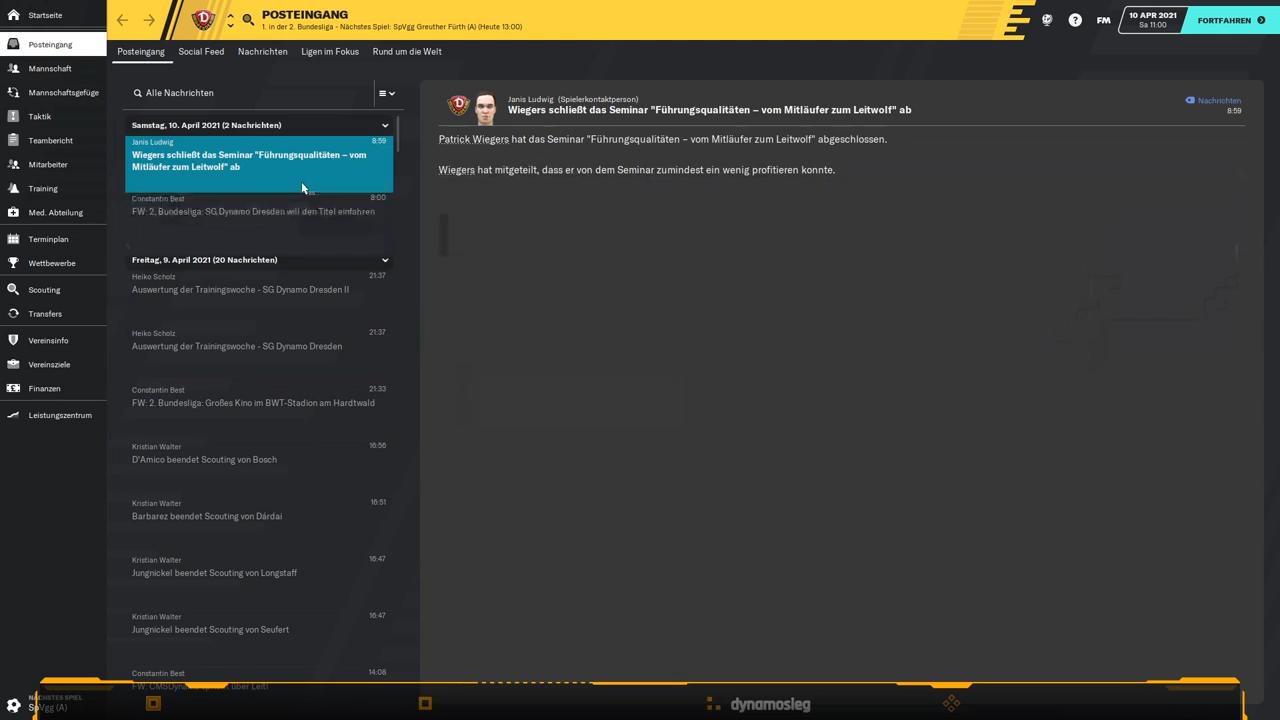 Startseite
Posteingang
Mannschaft
Mannschaftsgefüge
Taktik
Teambericht
Mitarbeiter
Training
Med. Abteilung
Terminplan
Wettbewerbe
Scouting
Transfers
Vereinsinfo
Vereinsziele
Finanzen
Leistungszentrum
NÄCHSTES SPIEL
SpVgg (A)
POSTEINGANG
1. in der 2. Bundesliga - Nächstes Spiel: SpVgg Greuther Fürth (A) (Heute 13:00)
FM
10 APR 2021
Sa 11:00
FORTFAHREN
Posteingang Social Feed Nachrichten Ligen im Fokus Rund um die Welt
Alle Nachrichten
Samstag, 10. April 2021 (2 Nachrichten)
Janis Ludwig 8:59
Wiegers schließt das Seminar "Führungsqualitäten – vom
Mitläufer zum Leitwolf" ab
Constantin Best 8:00
FW: 2. Bundesliga: SG Dynamo Dresden will den Titel einfahren
Freitag, 9. April 2021 (20 Nachrichten)
Heiko Scholz 21:37
Auswertung der Trainingswoche - SG Dynamo Dresden II
Heiko Scholz 21:37
Auswertung der Trainingswoche - SG Dynamo Dresden
Constantin Best 21:33
FW: 2. Bundesliga: Großes Kino im BWT-Stadion am Hardtwald
Kristian Walter 16:56
D'Amico beendet Scouting von Bosch
Kristian Walter 16:51
Barbarez beendet Scouting von Dárdai
Kristian Walter 16:47
Jungnickel beendet Scouting von Longstaff
Kristian Walter 16:47
Jungnickel beendet Scouting von Seufert
Constantin Best 14:08
Janis Ludwig (Spielerkontaktperson)
Wiegers schließt das Seminar "Führungsqualitäten – vom Mitläufer zum Leitwolf" ab
Nachrichten
8:59
Patrick Wiegers hat das Seminar "Führungsqualitäten – vom Mitläufer zum Leitwolf" abgeschlossen.
Wiegers hat mitgeteilt, dass er von dem Seminar zumindest ein wenig profitieren konnte.
dynamosleg